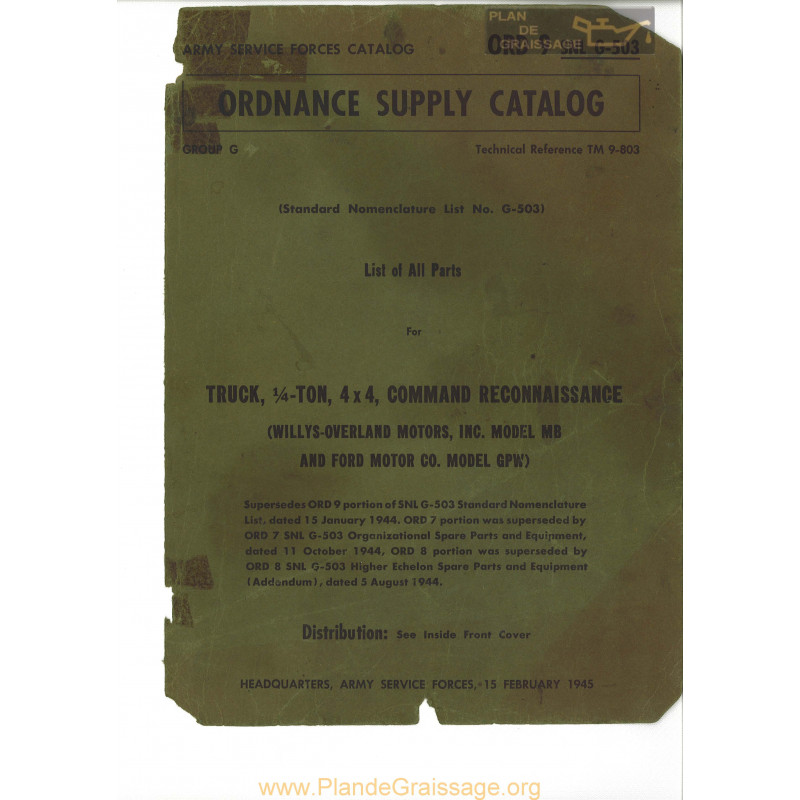 PLAN
DE
GRAISSAGE
ARMY SERVICE FORCES CATALOG
ORD 9 SNL G-503
ORDNANCE SUPPLY CATALOG
GROUP G
Technical Reference TM 9-803
(Standard Nomenclature List No. G-503)
List of All Parts
For
TRUCK, ¼-TON, 4 x 4, COMMAND RECONNAISSANCE
(WILLYS-OVERLAND MOTORS, INC. MODEL MB
AND FORD MOTOR CO. MODEL GPW)
Supersedes ORD 9 portion of SNL G-503 Standard Nomenclature
List, dated 15 January 1944. ORD 7 portion was superseded by
ORD 7 SNL G-503 Organizational Spare Parts and Equipment,
dated 11 October 1944, ORD 8 portion was superseded by
ORD 8 SNL G-503 Higher Echelon Spare Parts and Equipment
(Addendum), dated 5 August 1944.
Distribution: See Inside Front Cover
HEADQUARTERS, ARMY SERVICE FORCES, 15 FEBRUARY 1945
www.PlandeGraissage.org